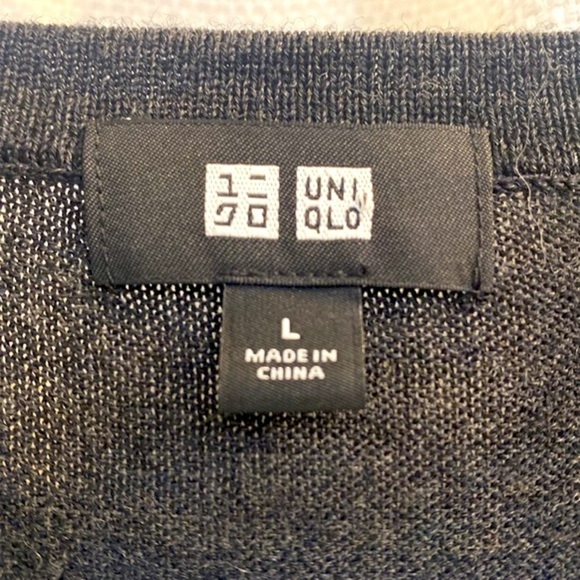 ユニ UNI
クロ QLO
L
MADE IN
CHINA